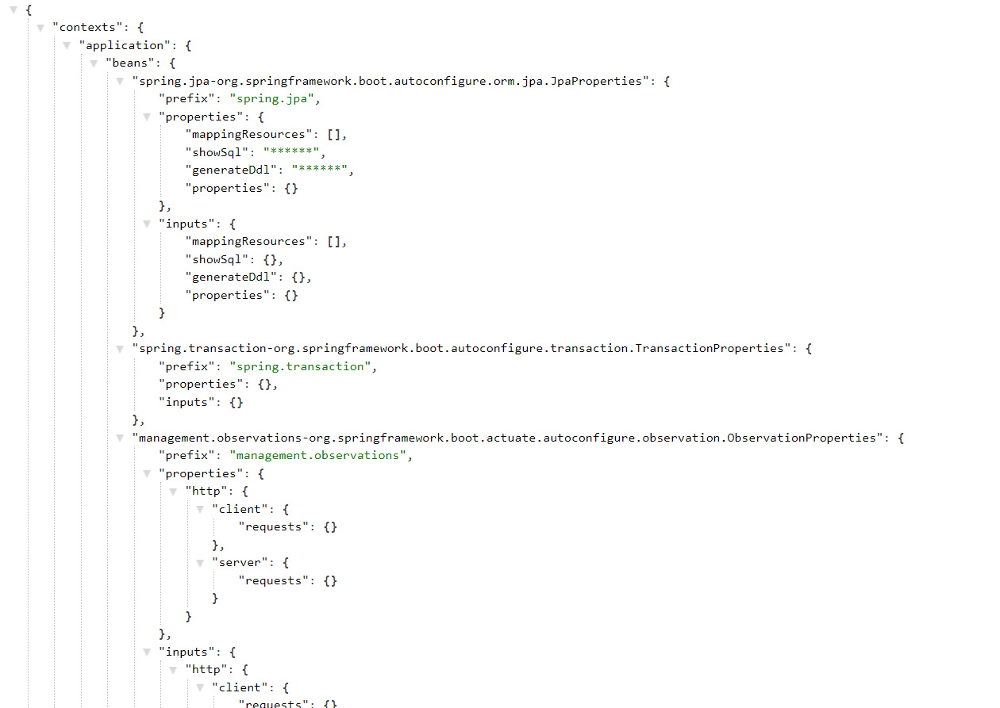 {
"contexts": {
"application": {
"beans": {
"spring.jpa-org.springframework.boot.autoconfigure.orm.jpa.JpaProperties": {
"prefix": "spring.jpa",
"properties": {
"mappingResources": [],
"showSql": "******",
"generateDdl": "******",
"properties": {}
},
"inputs": {
"mappingResources": [],
"showSql": {},
"generateDdl": {},
"properties": {}
}
},
"spring.transaction-org.springframework.boot.autoconfigure.transaction.TransactionProperties": {
"prefix": "spring.transaction",
"properties": {},
"inputs": {}
},
"management.observations-org.springframework.boot.actuate.autoconfigure.observation.ObservationProperties": {
"prefix": "management.observations",
"properties": {
"http": {
"client": {
"requests": {}
},
"server": {
"requests": {}
}
}
},
"inputs": {
"http": {
"client": {
"requests": {}